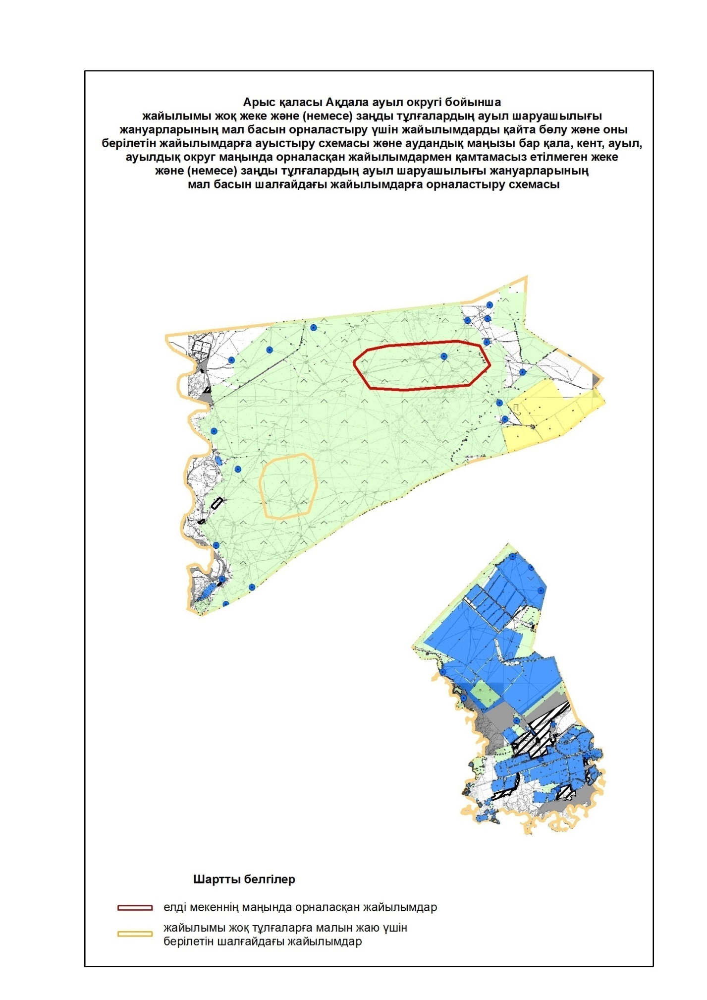 Арыс қаласы Ақдала ауыл округі бойынша
жайылымы жоқ жеке және (немесе) заңды тұлғалардың ауыл шаруашылығы
жануарларының мал басын орналастыру үшін жайылымдарды қайта бөлу және оны
берілетін жайылымдарға ауыстыру схемасы және аудандық маңызы бар қала, кент, ауыл,
ауылдық округ маңында орналасқан жайылымдармен қамтамасыз етілмеген жеке
және (немесе) заңды тұлғалардың ауыл шаруашылығы жануарларының
мал басын шалғайдағы жайылымдарға орналастыру схемасы
Шартты белгілер
елді мекеннің маңында орналасқан жайылымдар
жайылымы жоқ тұлғаларға малын жаю үшін
берілетін шалғайдағы жайылымдар